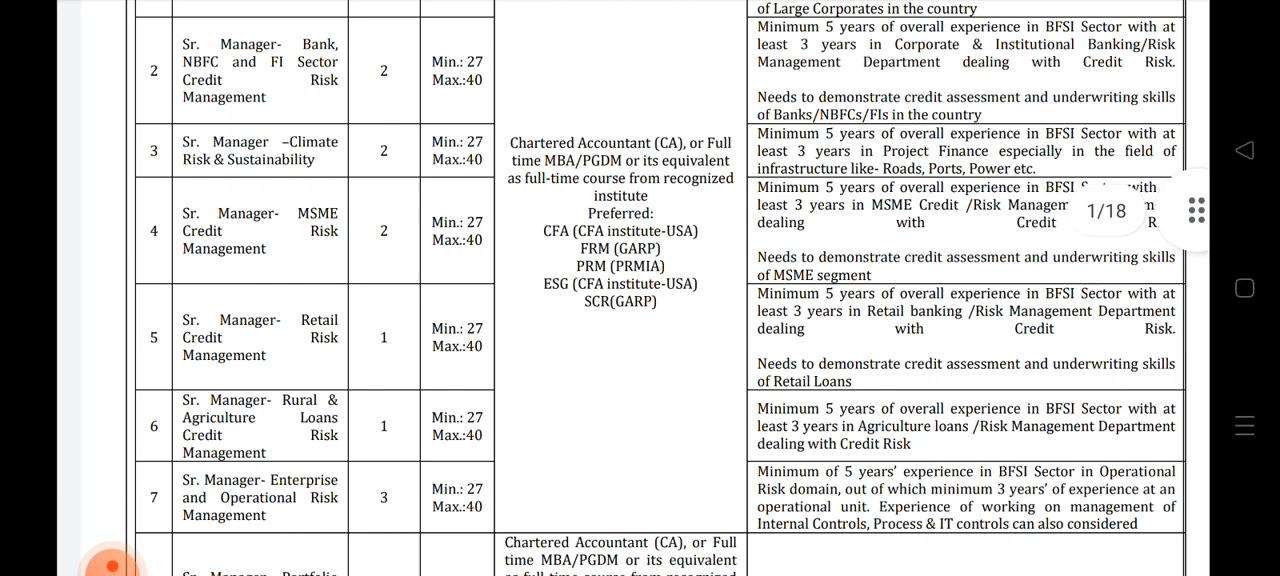 of Large Corporates in the country
2
Sr. Manager- Bank,
NBFC and FI Sector
Credit Risk
Management
2
Min.: 27
Max.:40
Minimum 5 years of overall experience in BFSI Sector with at
least 3 years in Corporate & Institutional Banking/Risk
Management Department dealing with Credit Risk.
Needs to demonstrate credit assessment and underwriting skills
of Banks/NBFCs/FIs in the country
3
Sr. Manager –Climate
Risk & Sustainability
2
Min.: 27
Max.:40
Chartered Accountant (CA), or Full
time MBA/PGDM or its equivalent
as full-time course from recognized
institute
Preferred:
CFA (CFA institute-USA)
FRM (GARP)
PRM (PRMIA)
ESG (CFA institute-USA)
SCR(GARP)
Minimum 5 years of overall experience in BFSI Sector with at
least 3 years in Project Finance especially in the field of
infrastructure like- Roads, Ports, Power etc.
4
Sr. Manager- MSME
Credit Risk
Management
2
Min.: 27
Max.:40
Minimum 5 years of overall experience in BFSI with
least 3 years in MSME Credit /Risk
dealing with Credit
Needs to demonstrate credit assessment and underwriting skills
of MSME segment
1/18
5
Sr. Manager- Retail
Credit Risk
Management
1
Min.: 27
Max.:40
Minimum 5 years of overall experience in BFSI Sector with at
least 3 years in Retail banking /Risk Management Department
dealing with Credit Risk.
Needs to demonstrate credit assessment and underwriting skills
of Retail Loans
6
Sr. Manager- Rural &
Agriculture Loans
Credit Risk
Management
1
Min.: 27
Max.:40
Minimum 5 years of overall experience in BFSI Sector with at
least 3 years in Agriculture loans /Risk Management Department
dealing with Credit Risk
7
Sr. Manager- Enterprise
and Operational Risk
Management
3
Min.: 27
Max.:40
Minimum of 5 years' experience in BFSI Sector in Operational
Risk domain, out of which minimum 3 years' of experience at an
operational unit. Experience of working on management of
Internal Controls, Process & IT controls can also considered
Chartered Accountant (CA), or Full
time MBA/PGDM or its equivalent
as full-time course from recognized
Sr. Manager- Portfolio